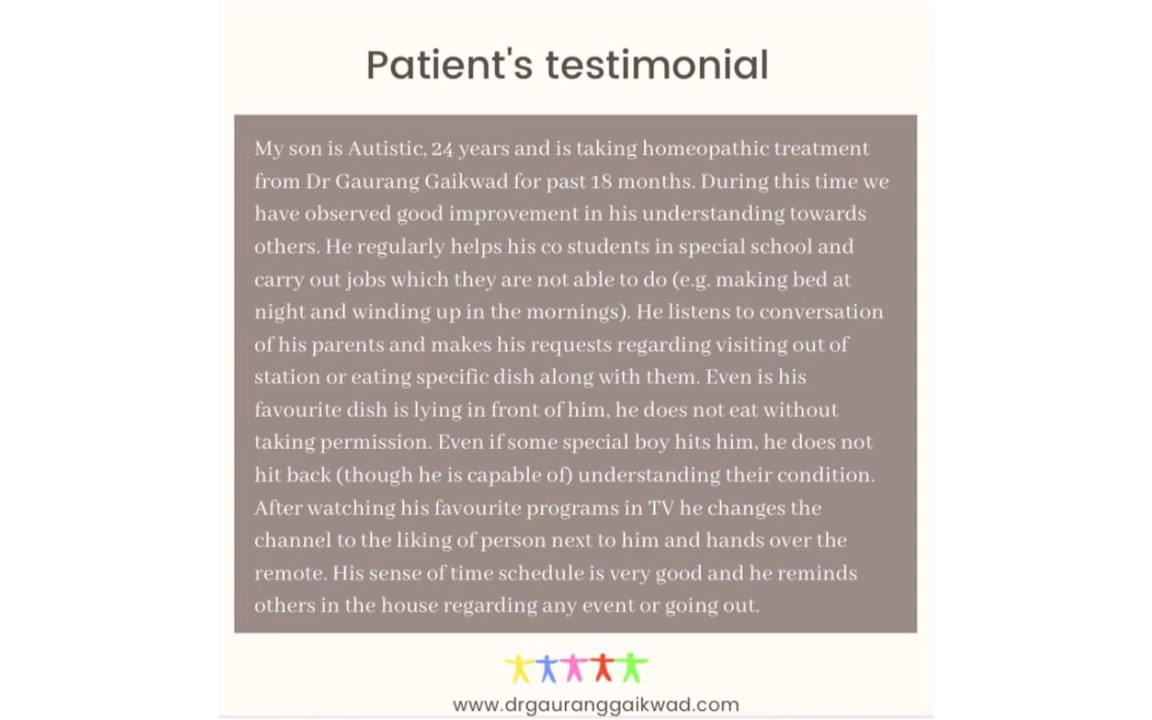 Patient's testimonial
My son is Autistic, 24 years and is taking homeopathic treatment
from Dr Gaurang Gaikwad for past 18 months. During this time we
have observed good improvement in his understanding towards
others. He regularly helps his co students in special school and
carry out jobs which they are not able to do (e.g. making bed at
night and winding up in the mornings). He listens to conversation
of his parents and makes his requests regarding visiting out of
station or eating specific dish along with them. Even is his
favourite dish is lying in front of him, he does not eat without
taking permission. Even if some special boy hits him, he does not
hit back (though he is capable of) understanding their condition.
After watching his favourite programs in TV he changes the
channel to the liking of person next to him and hands over the
remote. His sense of time schedule is very good and he reminds
others in the house regarding any event or going out.
www.drgauranggaikwad.com